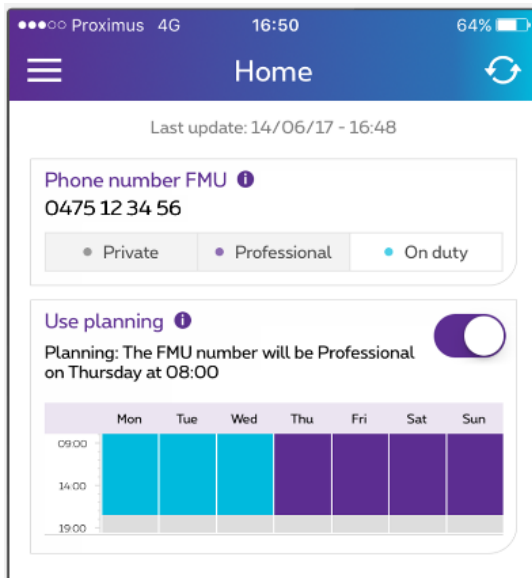 Proximus 4G 16:50 64%
Home
Last update: 14/06/17 - 16:48
Phone number FMU
0475 12 34 56
Private Professional On duty
Use planning
Planning: The FMU number will be Professional
on Thursday at 08:00
Mon Tue Wed Thu Fri Sat Sun
09:00
14:00
19:00